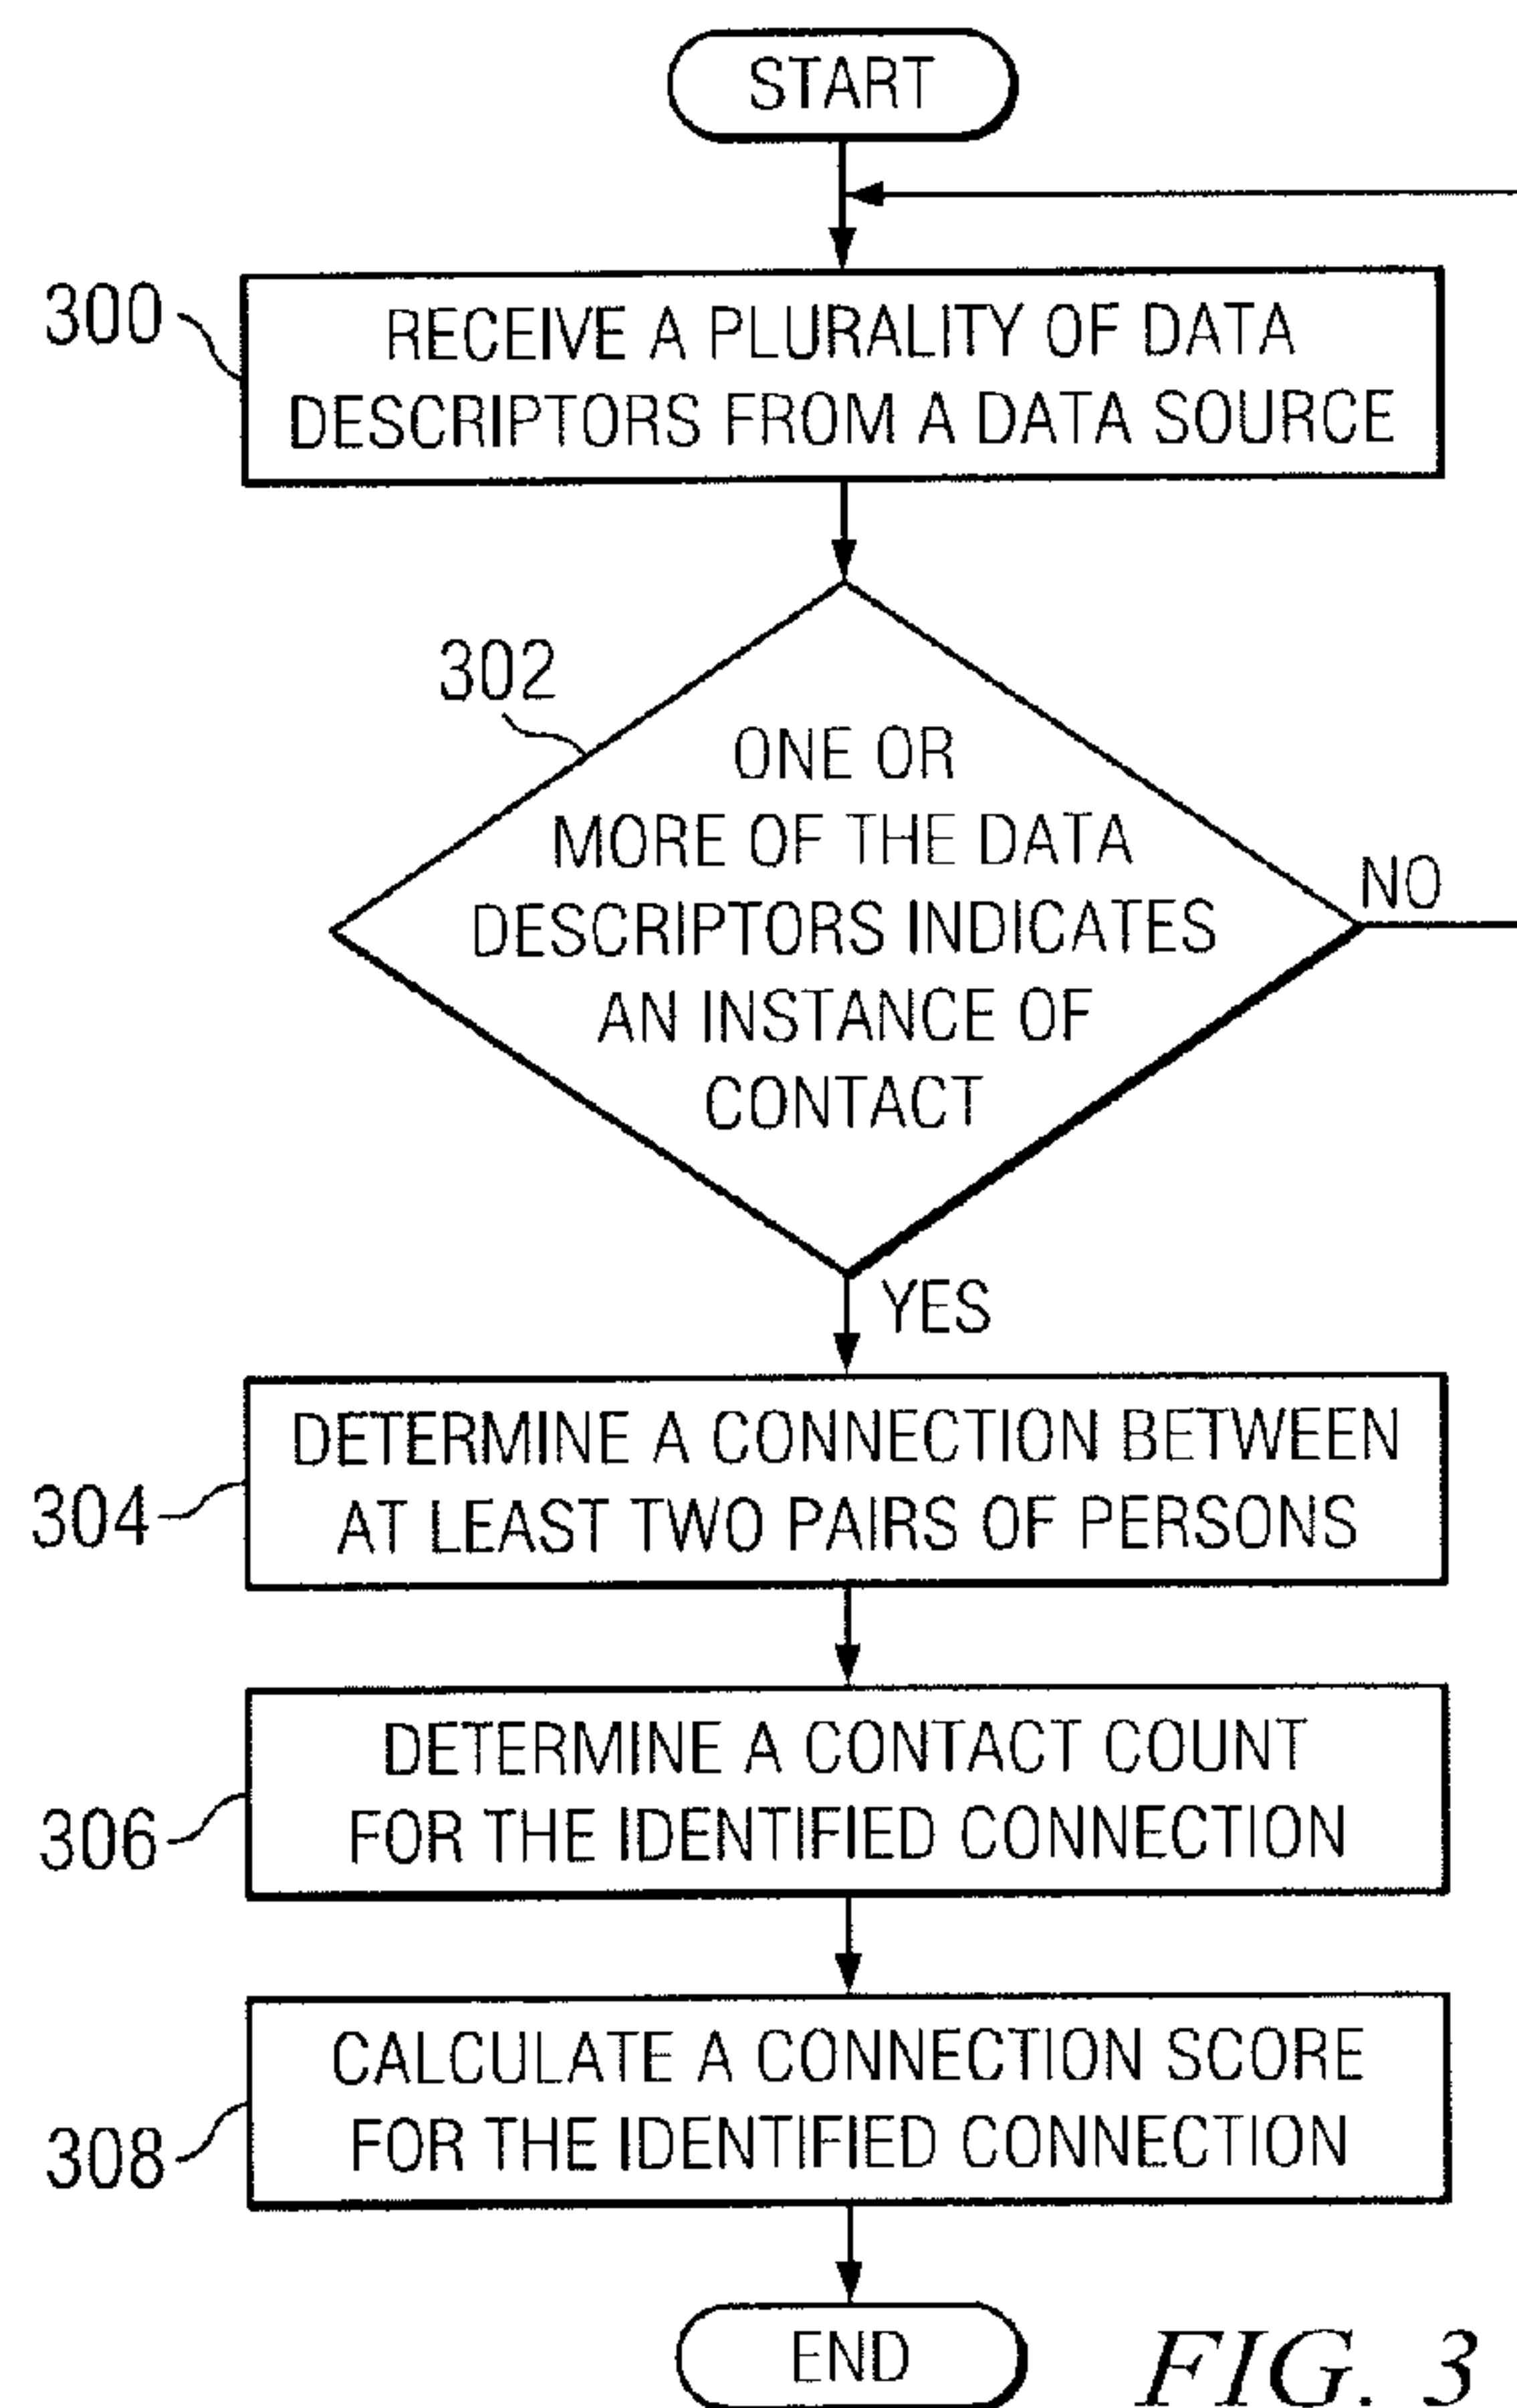 START
300
RECEIVE A PLURALITY OF DATA
DESCRIPTORS FROM A DATA SOURCE
302
ONE OR
MORE OF THE DATA
DESCRIPTORS INDICATES
AN INSTANCE OF
CONTACT
NO
YES
304
DETERMINE A CONNECTION BETWEEN
AT LEAST TWO PAIRS OF PERSONS
306
DETERMINE A CONTACT COUNT
FOR THE IDENTIFIED CONNECTION
308
CALCULATE A CONNECTION SCORE
FOR THE IDENTIFIED CONNECTION
END
FIG. 3